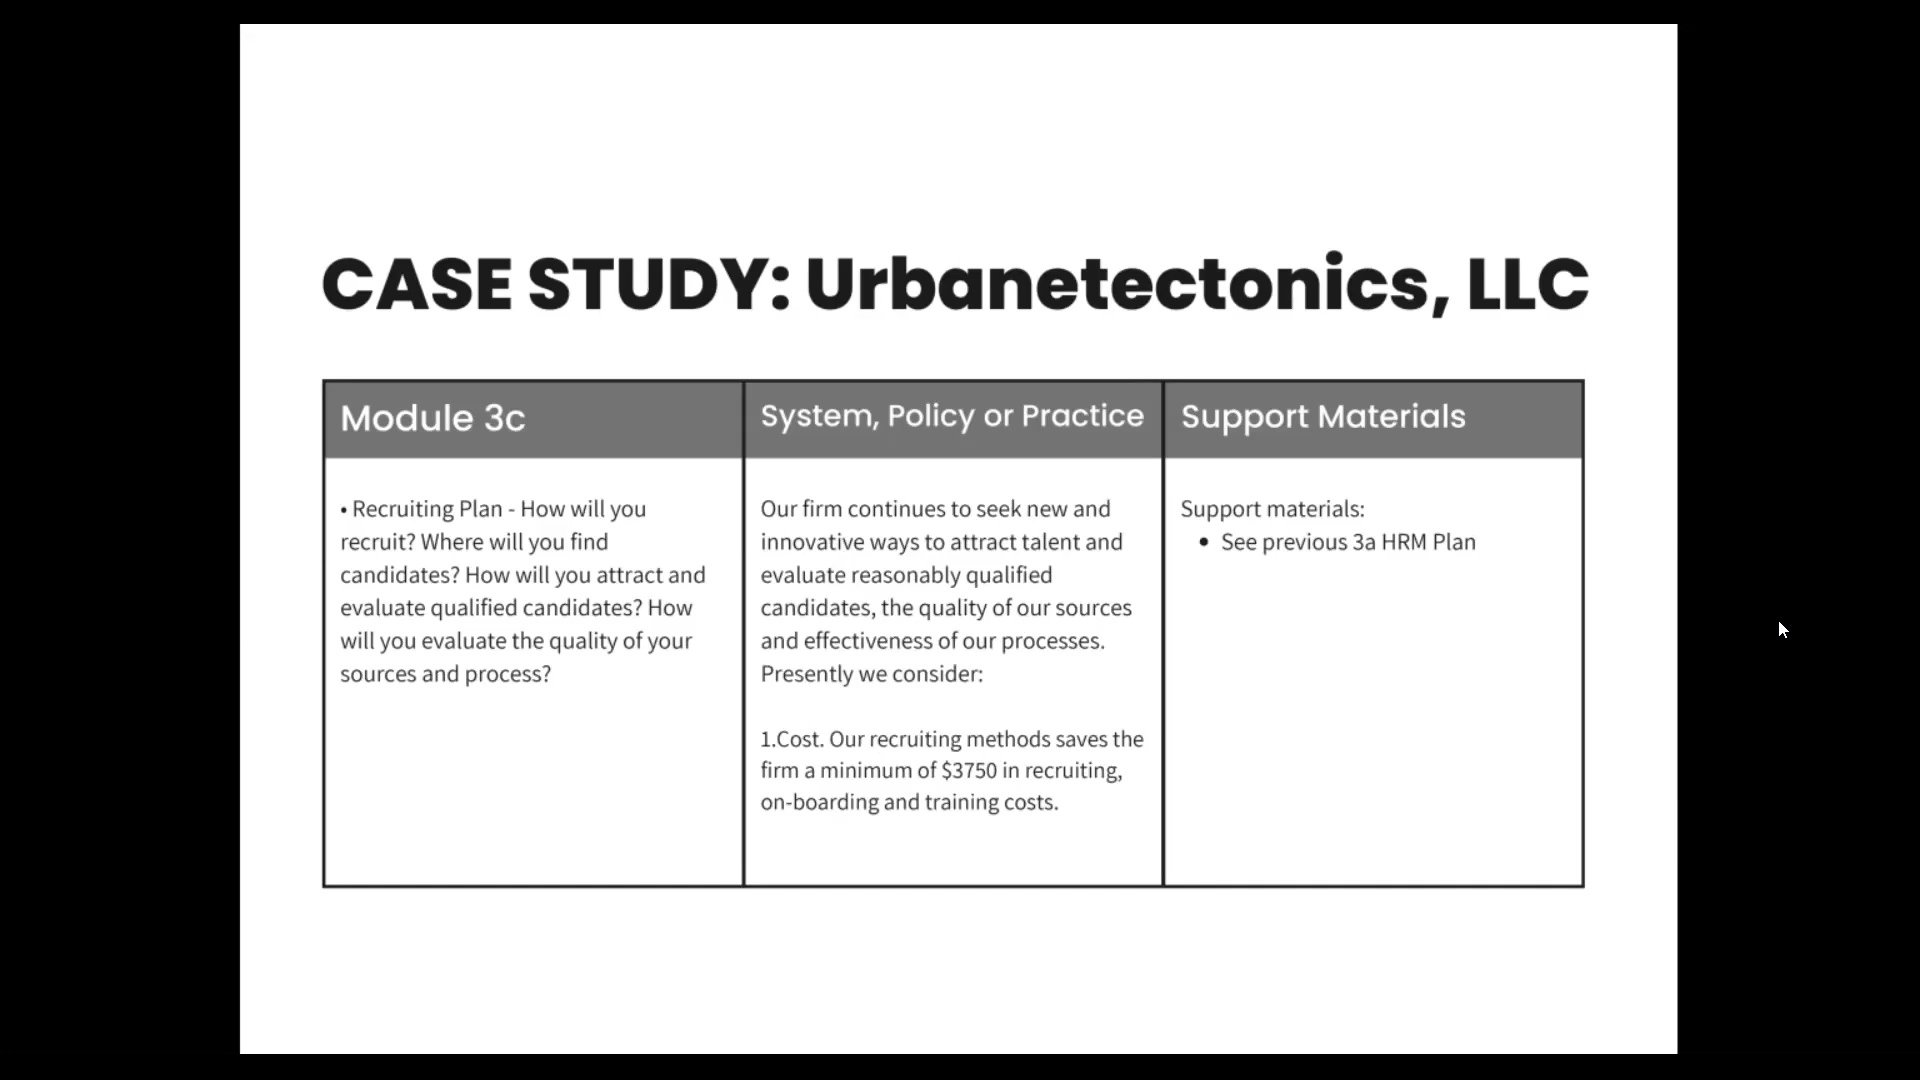 CASE STUDY: Urbanetectonics, LLC
Module 3c
• Recruiting Plan - How will you
recruit? Where will you find
candidates? How will you attract and
evaluate qualified candidates? How
will you evaluate the quality of your
sources and process?
System, Policy or Practice
Our firm continues to seek new and
innovative ways to attract talent and
evaluate reasonably qualified
candidates, the quality of our sources
and effectiveness of our processes.
Presently we consider:
1.Cost. Our recruiting methods saves the
firm a minimum of $3750 in recruiting,
on-boarding and training costs.
Support Materials
Support materials:
• See previous 3a HRM Plan